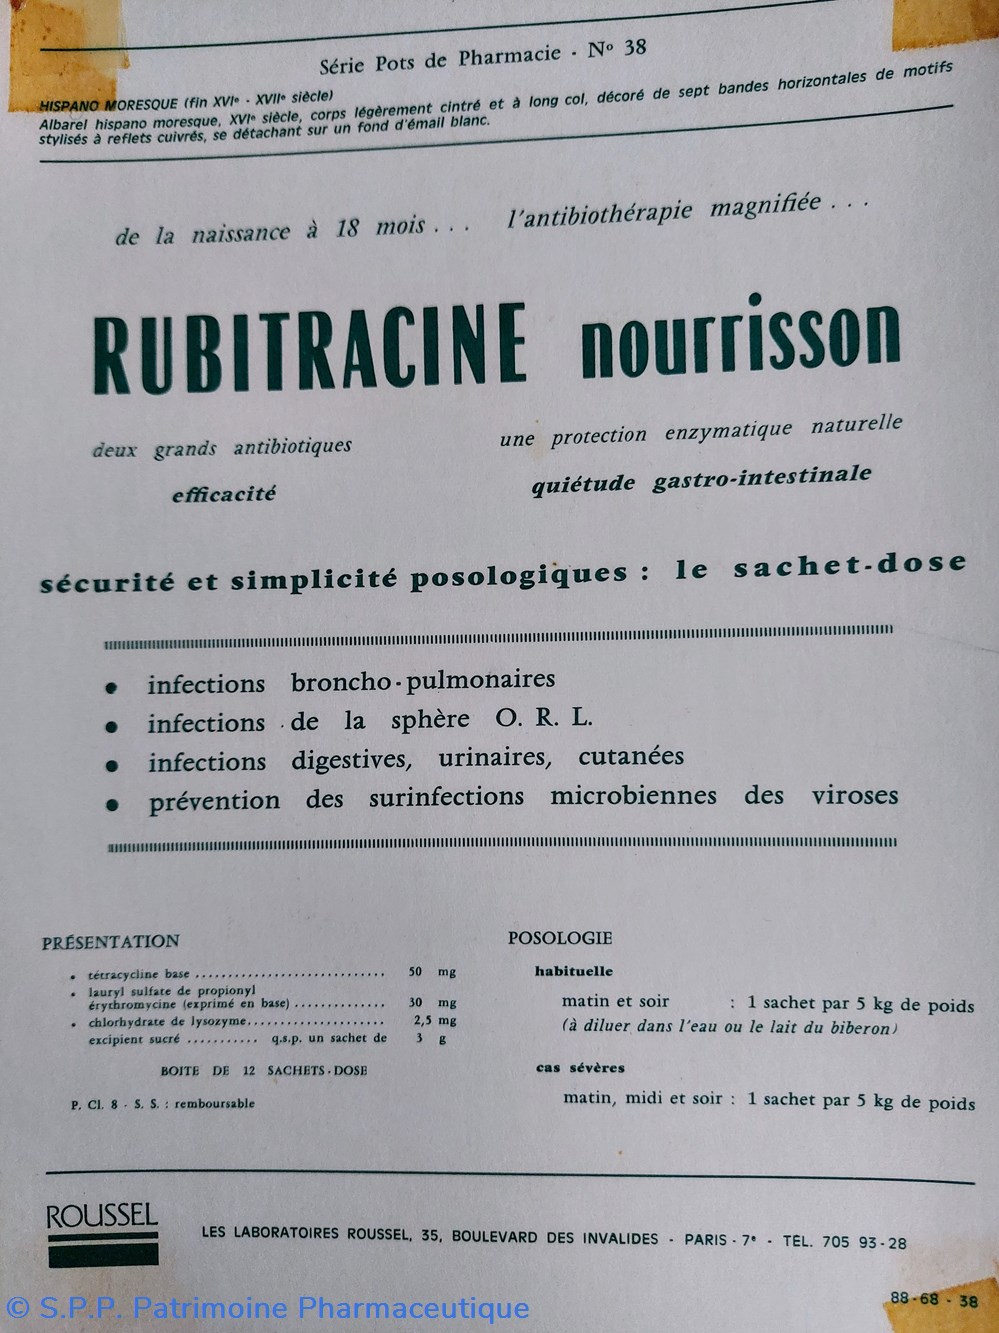 Série Pots de Pharmacie - Nº 38
HISPANO MORESQUE (fin XVIe - XVIIe siècle)
Albarel hispano moresque, XVIe siècle, corps légèrement cintré et à long col, décoré de sept bandes horizontales de motifs
stylisés à reflets cuivrés, se détachant sur un fond d'émail blanc.
de la naissance à 18 mois . . . l'antibiothérapie magnifiée . . .
RUBITRACINE nourrisson
deux grands antibiotiques une protection enzymatique naturelle
efficacité quiétude gastro-intestinale
sécurité et simplicité posologiques : le sachet-dose
• infections broncho-pulmonaires
• infections de la sphère O. R. L.
• infections digestives, urinaires, cutanées
• prévention des surinfections microbiennes des viroses
PRÉSENTATION
• tétracycline base ............................. 50 mg
• lauryl sulfate de propionyl
érythromycine (exprimé en base) .............. 30 mg
• chlorhydrate de lysozyme..................... 2,5 mg
excipient sucré ........... q.s.p. un sachet de 3 g
BOITE DE 12 SACHETS-DOSE
P. Cl. 8 - S. S. : remboursable
POSOLOGIE
habituelle
matin et soir : 1 sachet par 5 kg de poids
(à diluer dans l'eau ou le lait du biberon)
cas sévères
matin, midi et soir : 1 sachet par 5 kg de poids
ROUSSEL
LES LABORATOIRES ROUSSEL, 35, BOULEVARD DES INVALIDES - PARIS - 7e - TEL. 705 93-28
88-68 - 38
© S.P.P. Patrimoine Pharmaceutique